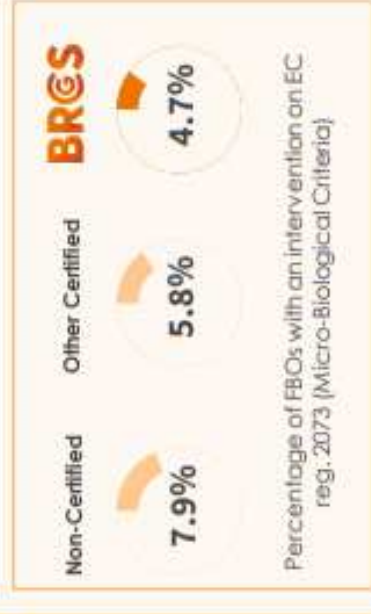 Non-Certified
Other Certified
BRCGS
7.9%
5.8%
4.7%
Percentage of FBOs with an intervention on EC
reg. 2073 (Micro-Biological Criteria)